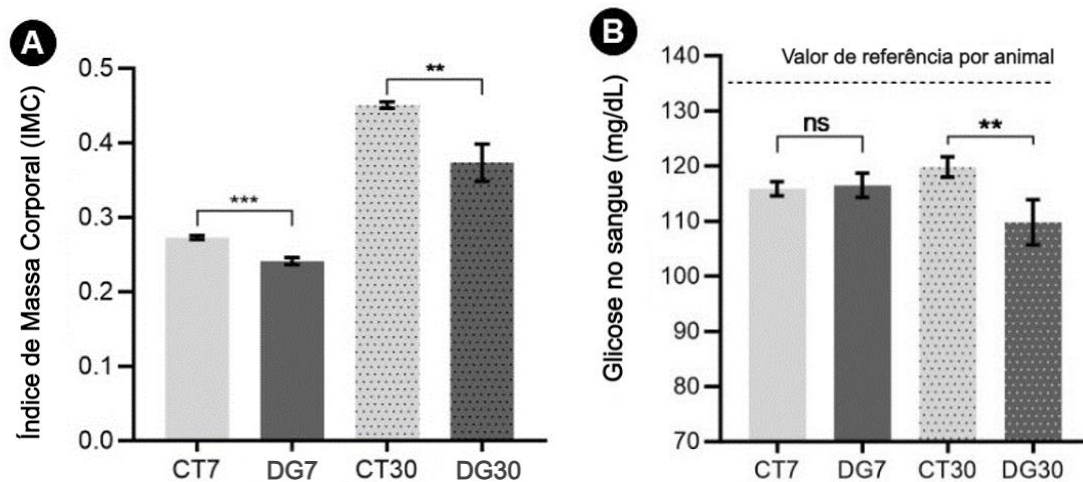 A
Índice de Massa Corporal (IMC)
0.5
0.4
0.3
0.2
0.1
0.0
***
**
CT7 DG7 CT30 DG30
B
Glicose no sangue (mg/dL)
140
130
120
110
100
90
80
70
Valor de referência por animal
ns
**
CT7 DG7 CT30 DG30